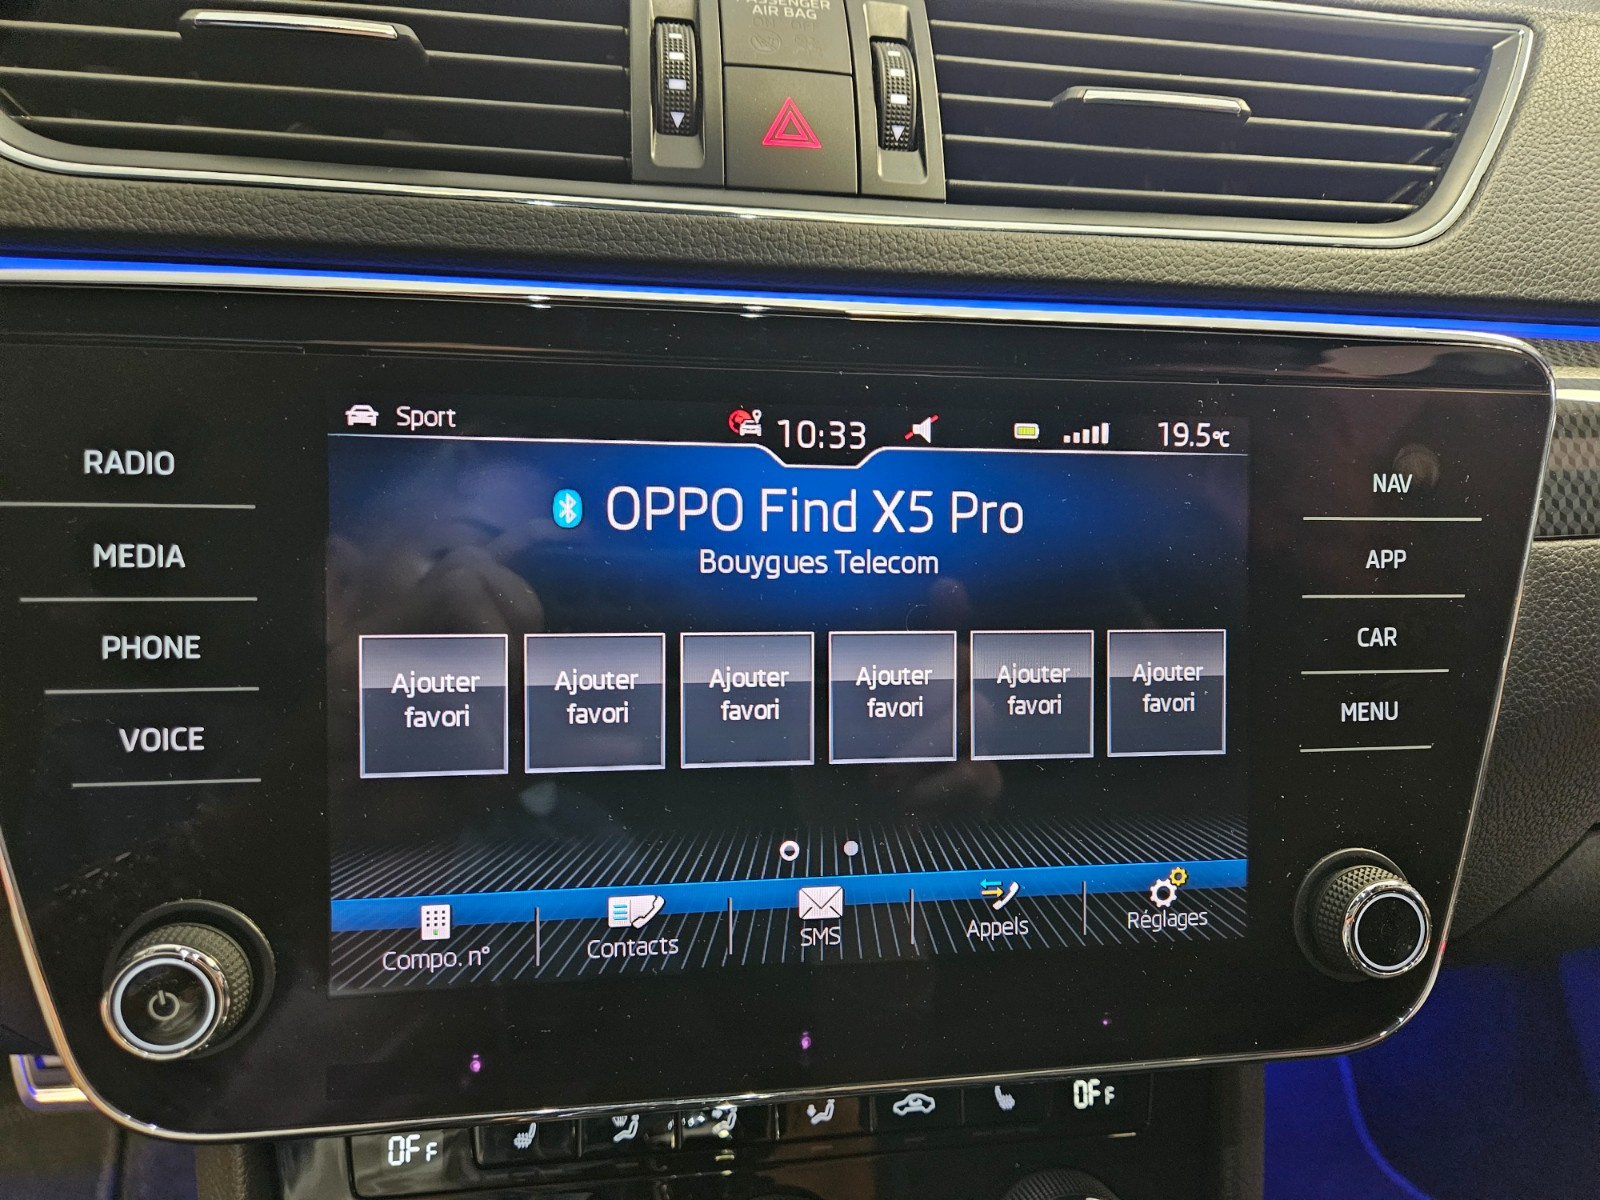 PASSENGER
AIR BAG
Sport
10:33
19.5°C
RADIO
MEDIA
PHONE
VOICE
NAV
APP
CAR
MENU
OPPO Find X5 Pro
Bouygues Telecom
Ajouter
favori
Ajouter
favori
Ajouter
favori
Ajouter
favori
Ajouter
favori
Ajouter
favori
Compo. n°
Contacts
SMS
Appels
Réglages
OFF
OFF